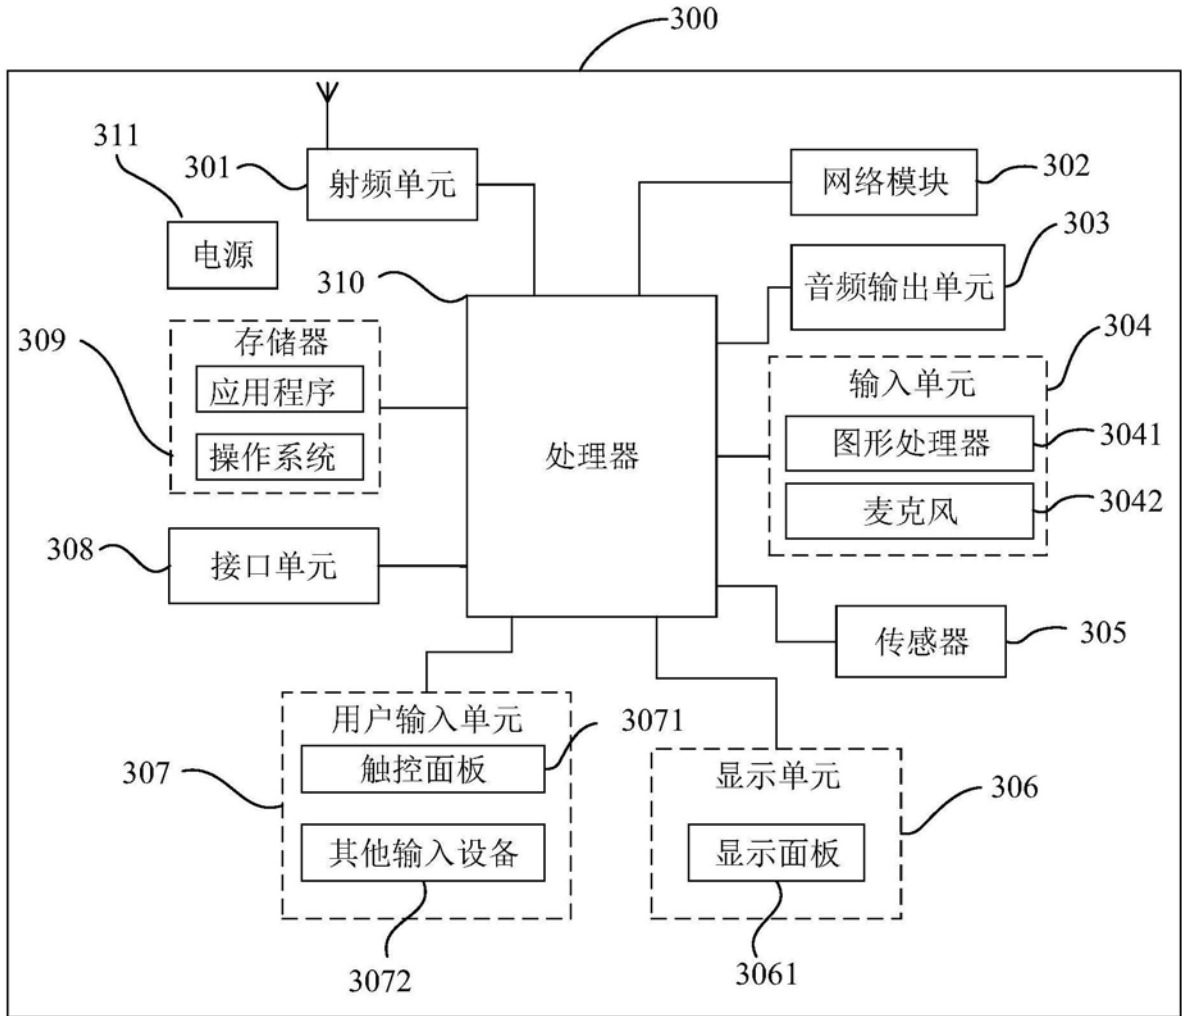 300
311
301
射频单元
网络模块
302
电源
303
音频输出单元
310
309
存储器
应用程序
操作系统
304
输入单元
图形处理器
3041
麦克风
3042
处理器
308
接口单元
传感器
305
用户输入单元
3071
触控面板
307
其他输入设备
3072
显示单元
306
显示面板
3061